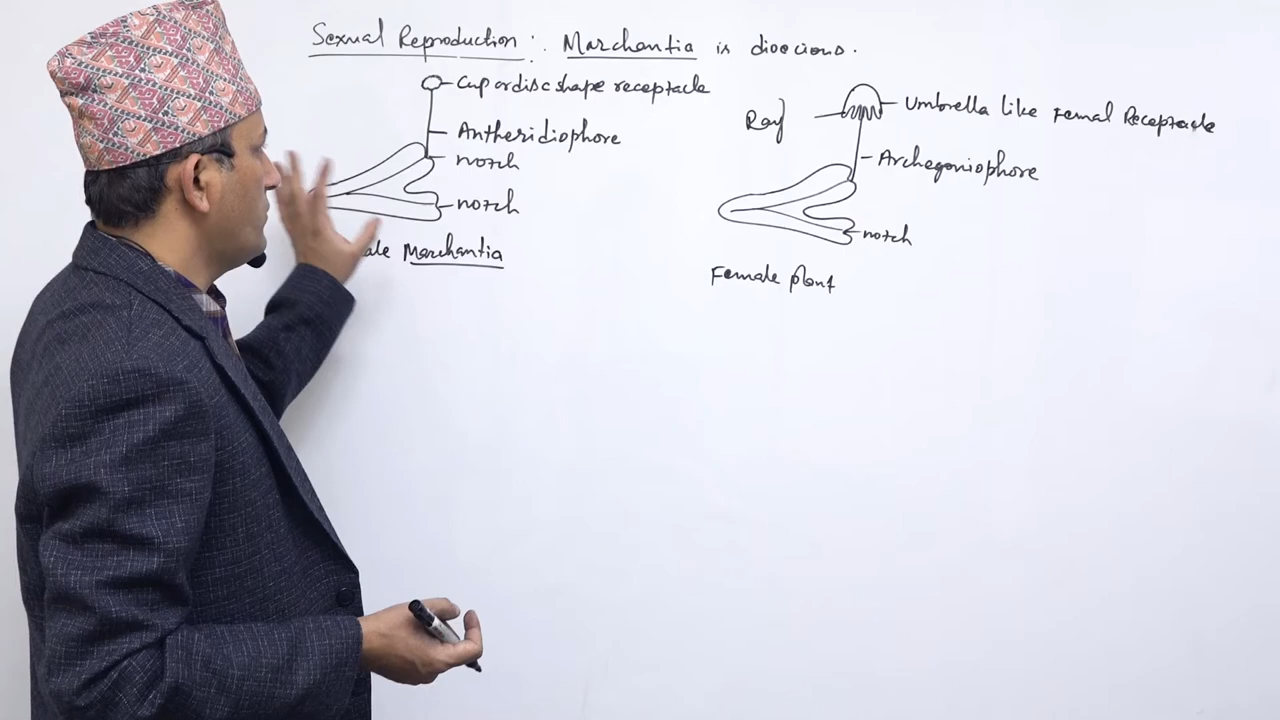 Sexual Reproduction:. Marchantia is dioecious.
Cup or disc shape receptacle
Antheridiophore
notch
notch
ale Marchantia
Ray
Umbrella like Femal Receptacle
Archegoniophore
notch
Female plant